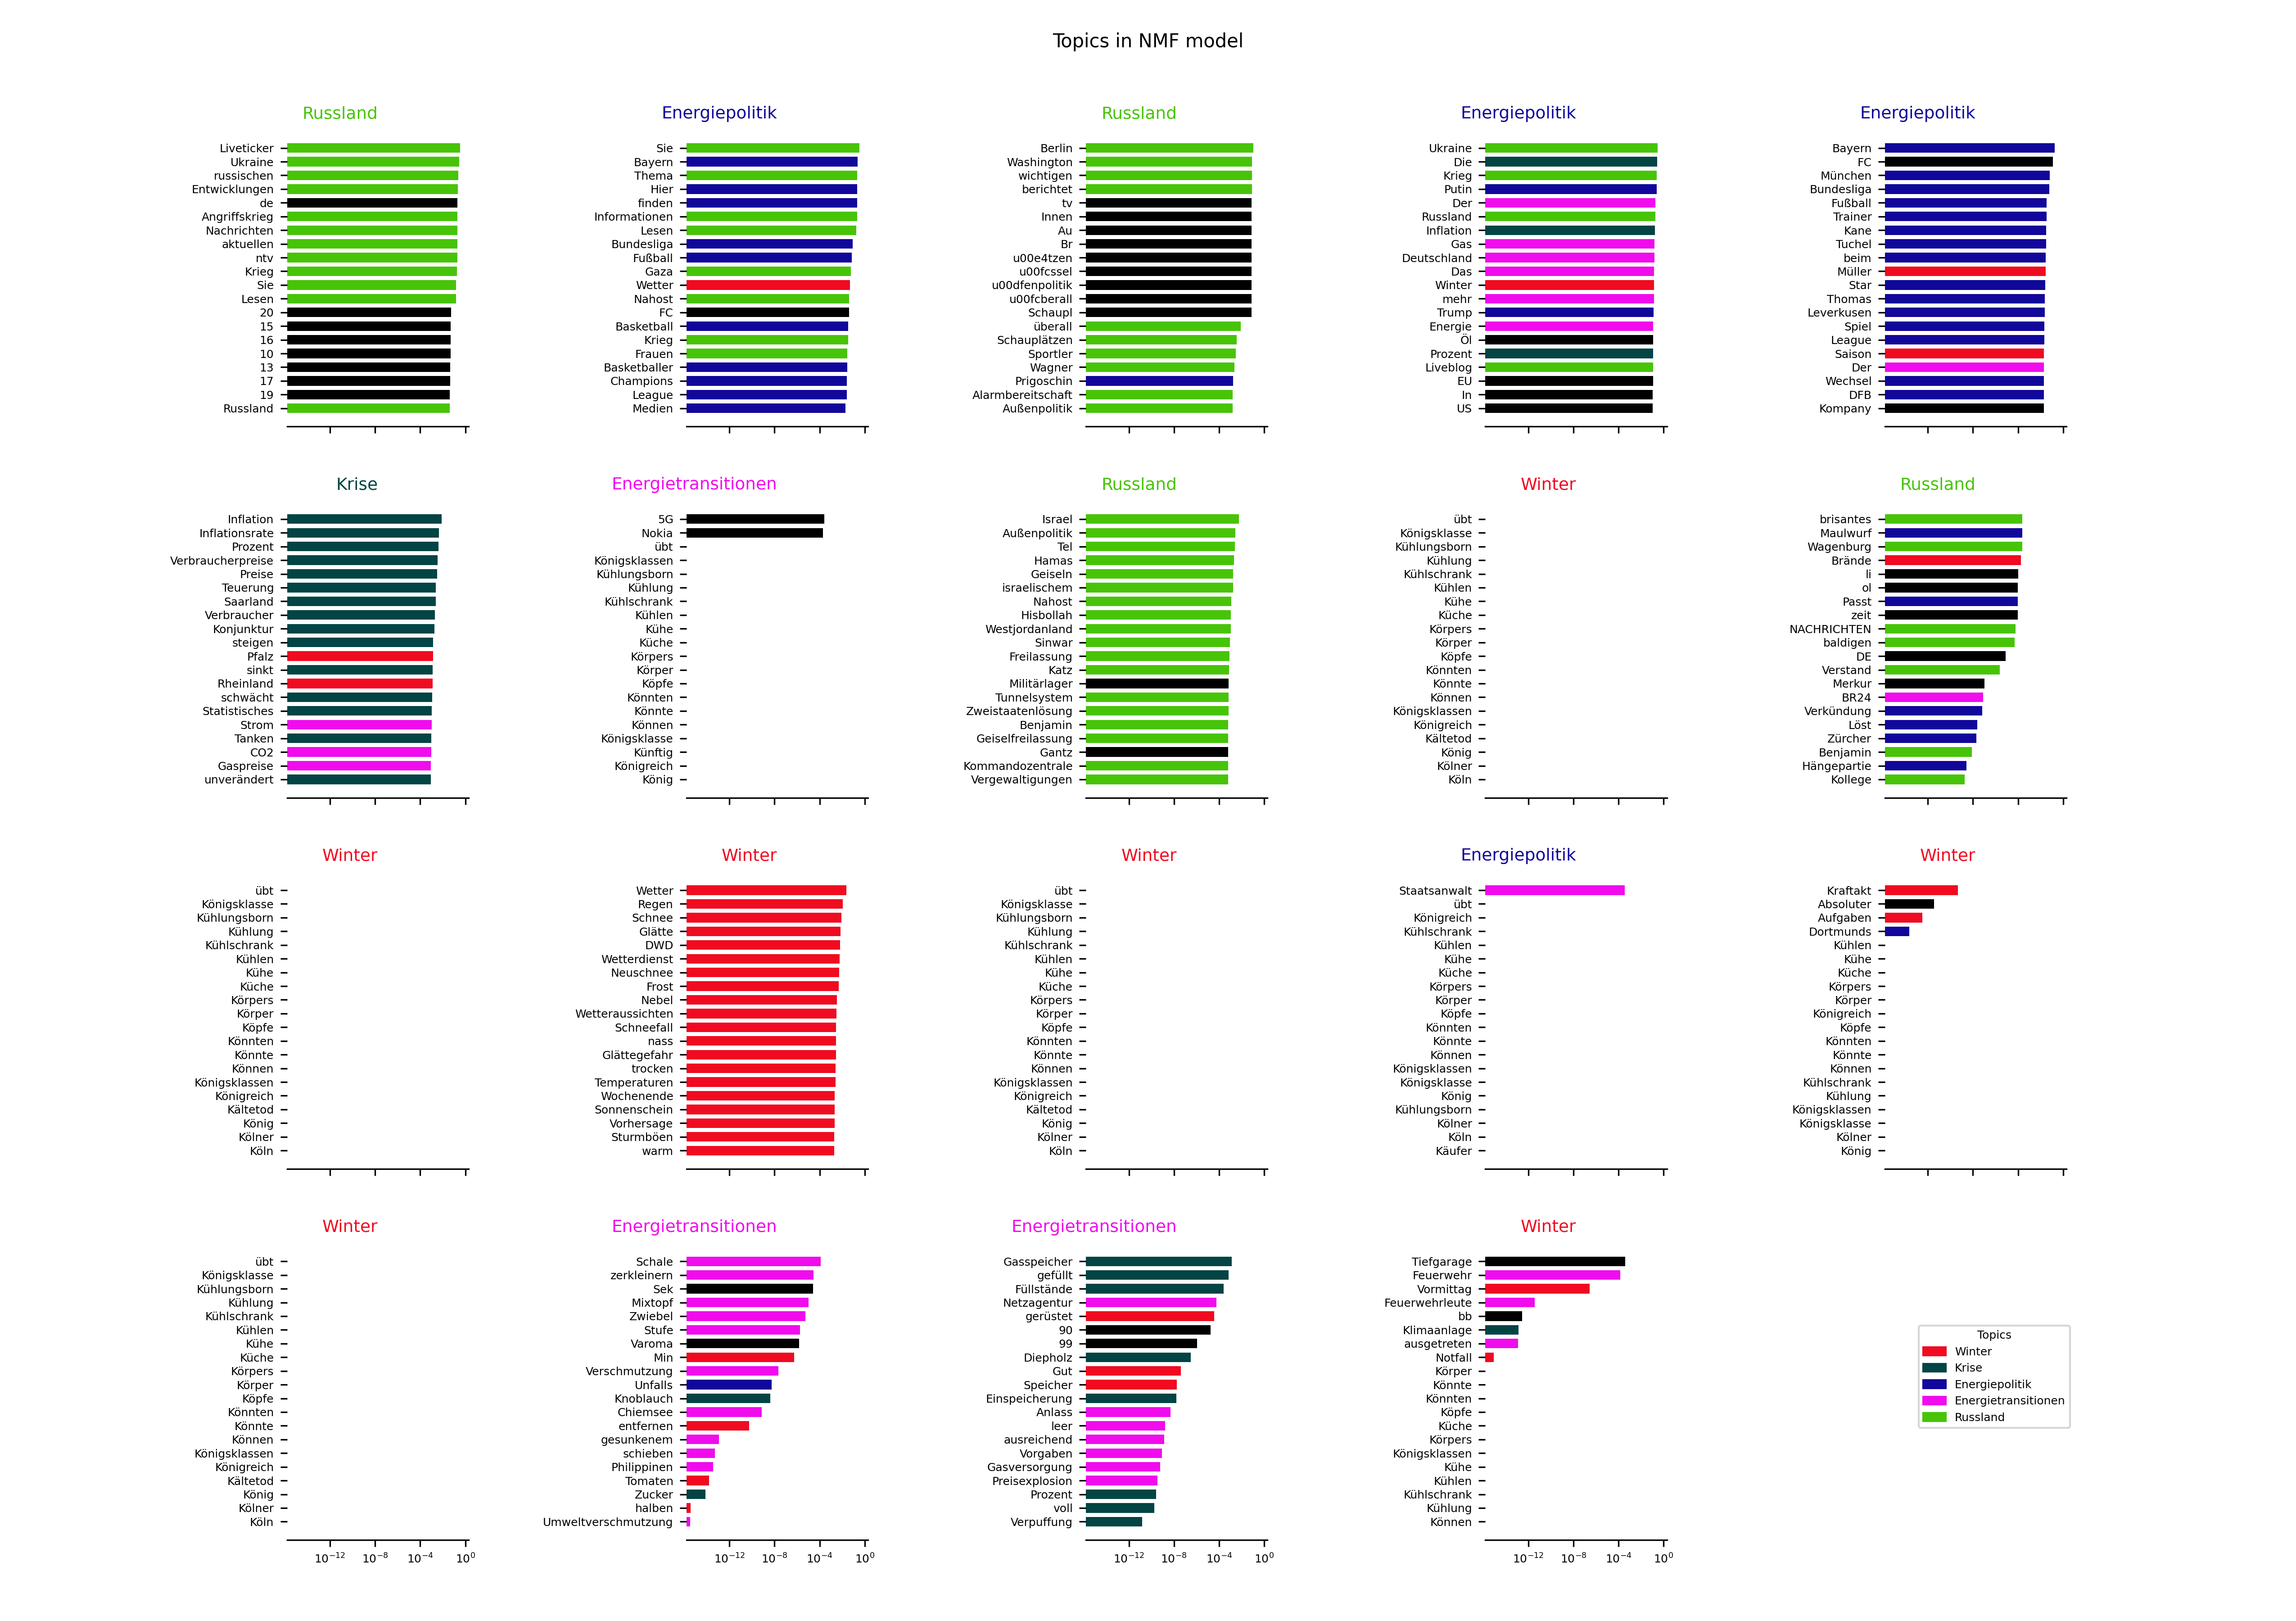 Topics in NMF model
Russland
Liveticker
Ukraine
russischen
Entwicklungen
de
Angriffskrieg
Nachrichten
aktuellen
ntv
Krieg
Sie
Lesen
20
15
16
10
13
17
19
Russland
Energiepolitik
Sie
Bayern
Thema
Hier
finden
Informationen
Lesen
Bundesliga
Fußball
Gaza
Wetter
Nahost
FC
Basketball
Krieg
Frauen
Basketballer
Champions
League
Medien
Russland
Berlin
Washington
wichtigen
berichtet
tv
Innen
Au
Br
u00e4tzen
u00fcssel
u00dfenpolitik
u00fcberall
Schaupl
überall
Schauplätzen
Sportler
Wagner
Prigoschin
Alarmbereitschaft
Außenpolitik
Energiepolitik
Ukraine
Die
Krieg
Putin
Der
Russland
Inflation
Gas
Deutschland
Das
Winter
mehr
Trump
Energie
Öl
Prozent
Liveblog
EU
In
US
Energiepolitik
Bayern
FC
München
Bundesliga
Fußball
Trainer
Kane
Tuchel
beim
Müller
Star
Thomas
Leverkusen
Spiel
League
Saison
Der
Wechsel
DFB
Kompany
Krise
Inflation
Inflationsrate
Prozent
Verbraucherpreise
Preise
Teuerung
Saarland
Verbraucher
Konjunktur
steigen
Pfalz
sinkt
Rheinland
schwächt
Statistisches
Strom
Tanken
CO2
Gaspreise
unverändert
Energietransitionen
5G
Nokia
übt
Königsklassen
Kühlungsborn
Kühlung
Kühlschrank
Kühlen
Kühe
Küche
Körpers
Körper
Köpfe
Könnten
Könnte
Können
Königsklasse
Künftig
Königreich
König
Russland
Israel
Außenpolitik
Tel
Hamas
Geiseln
israelischem
Nahost
Hisbollah
Westjordanland
Sinwar
Freilassung
Katz
Militärlager
Tunnelsystem
Zweistaatenlösung
Benjamin
Geiselfreilassung
Gantz
Kommandozentrale
Vergewaltigungen
Winter
übt
Königsklasse
Kühlungsborn
Kühlung
Kühlschrank
Kühlen
Kühe
Küche
Körpers
Körper
Köpfe
Könnten
Könnte
Können
Königsklassen
Königreich
Kältetod
König
Kölner
Köln
Russland
brisantes
Maulwurf
Wagenburg
Brände
li
ol
Passt
zeit
NACHRICHTEN
baldigen
DE
Verstand
Merkur
BR24
Verkündung
Löst
Zürcher
Benjamin
Hängepartie
Kollege
Winter
übt
Königsklasse
Kühlungsborn
Kühlung
Kühlschrank
Kühlen
Kühe
Küche
Körpers
Körper
Köpfe
Könnten
Könnte
Können
Königsklassen
Königreich
Kältetod
König
Kölner
Köln
Winter
Wetter
Regen
Schnee
Glätte
DWD
Wetterdienst
Neuschnee
Frost
Nebel
Wetteraussichten
Schneefall
nass
Glättegefahr
trocken
Temperaturen
Wochenende
Sonnenschein
Vorhersage
Sturmböen
warm
Winter
übt
Königsklasse
Kühlungsborn
Kühlung
Kühlschrank
Kühlen
Kühe
Küche
Körpers
Körper
Köpfe
Könnten
Könnte
Können
Königsklassen
Königreich
Kältetod
König
Kölner
Köln
Energiepolitik
Staatsanwalt
übt
Königreich
Kühlschrank
Kühlen
Kühe
Küche
Körpers
Körper
Köpfe
Könnten
Könnte
Können
Königsklassen
Königsklasse
König
Kühlungsborn
Kölner
Köln
Käufer
Winter
Kraftakt
Absoluter
Aufgaben
Dortmunds
Kühlen
Kühe
Küche
Körpers
Körper
Königreich
Köpfe
Könnten
Könnte
Können
Kühlschrank
Kühlung
Königsklassen
Königsklasse
Kölner
König
Winter
übt
Königsklasse
Kühlungsborn
Kühlung
Kühlschrank
Kühlen
Kühe
Küche
Körpers
Körper
Köpfe
Könnten
Könnte
Können
Königsklassen
Königreich
Kältetod
König
Kölner
Köln
10⁻¹² 10⁻⁸ 10⁻⁴ 10⁰
Energietransitionen
Schale
zerkleinern
Sek
Mixtopf
Zwiebel
Stufe
Varoma
Min
Verschmutzung
Unfalls
Knoblauch
Chiemsee
entfernen
gesunkenem
schieben
Philippinen
Tomaten
Zucker
halben
Umweltverschmutzung
10⁻¹² 10⁻⁸ 10⁻⁴ 10⁰
Energietransitionen
Gasspeicher
gefüllt
Füllstände
Netzagentur
gerüstet
90
99
Diepholz
Gut
Speicher
Einspeicherung
Anlass
leer
ausreichend
Vorgaben
Gasversorgung
Preisexplosion
Prozent
voll
Verpuffung
10⁻¹² 10⁻⁸ 10⁻⁴ 10⁰
Winter
Tiefgarage
Feuerwehr
Vormittag
Feuerwehrleute
bb
Klimaanlage
ausgetreten
Notfall
Körper
Könnte
Könnten
Köpfe
Küche
Körpers
Königsklassen
Kühe
Kühlen
Kühlschrank
Kühlung
Können
10⁻¹² 10⁻⁸ 10⁻⁴ 10⁰
Topics
Winter
Krise
Energiepolitik
Energietransitionen
Russland